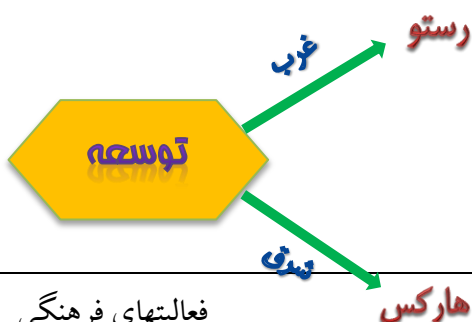 رستو
غرب
توسعه
شرق
مارکس
فعالیتهای فرهنگی